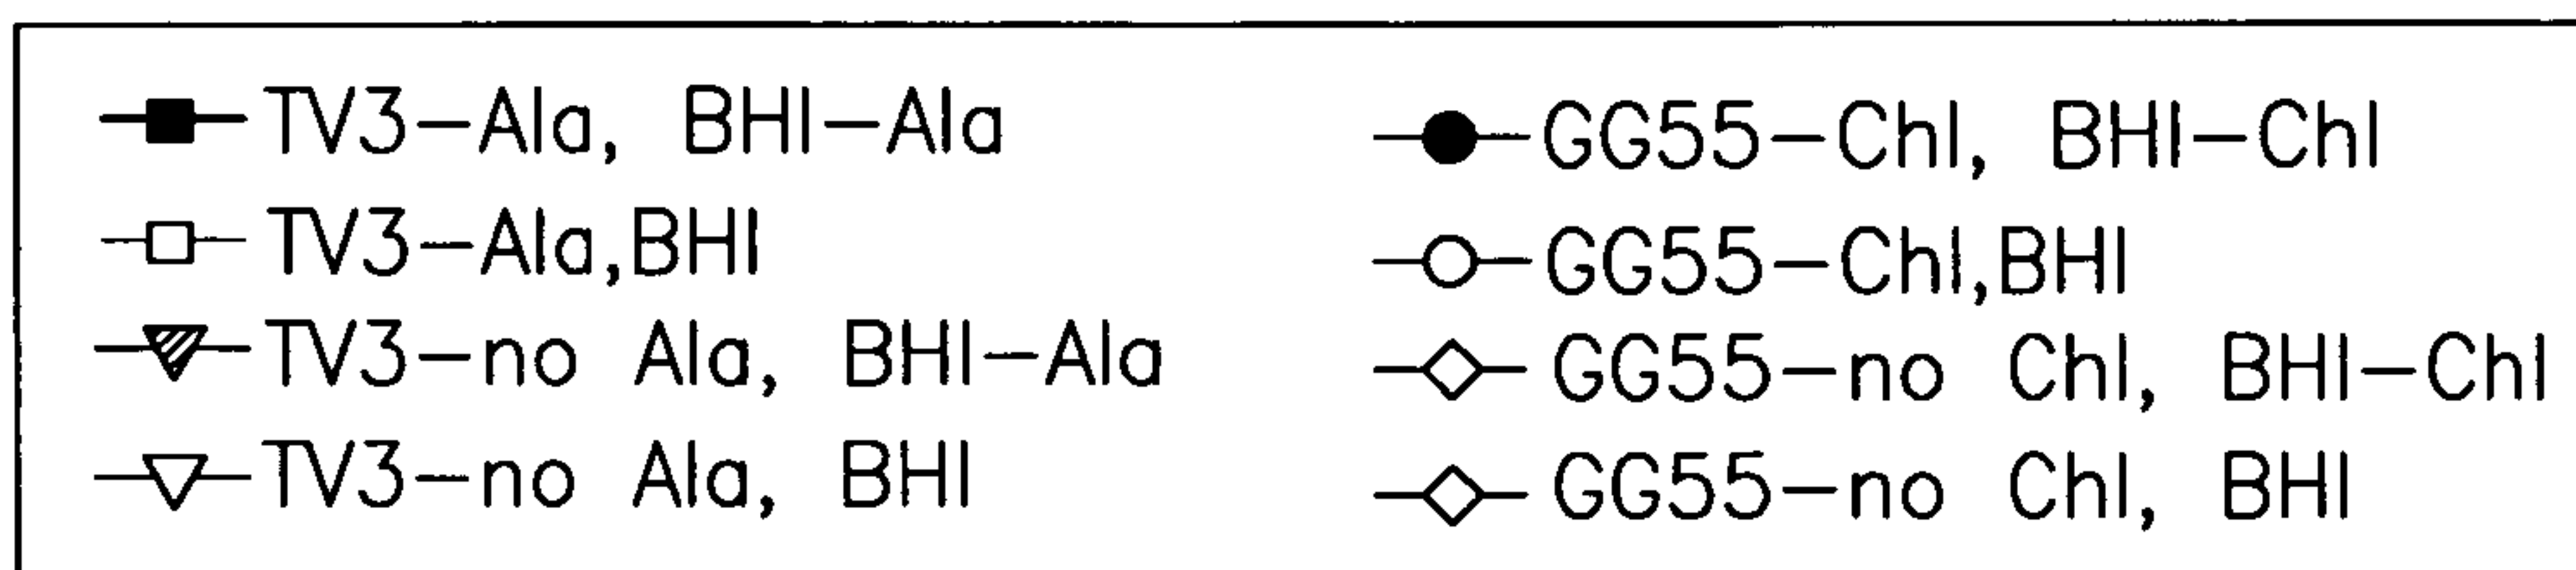 TV3-Ala, BHI-Ala
TV3-Ala,BHI
TV3-no Ala, BHI-Ala
TV3-no Ala, BHI
GG55-Chl, BHI-Chl
GG55-Chl,BHI
GG55-no Chl, BHI-Chl
GG55-no Chl, BHI